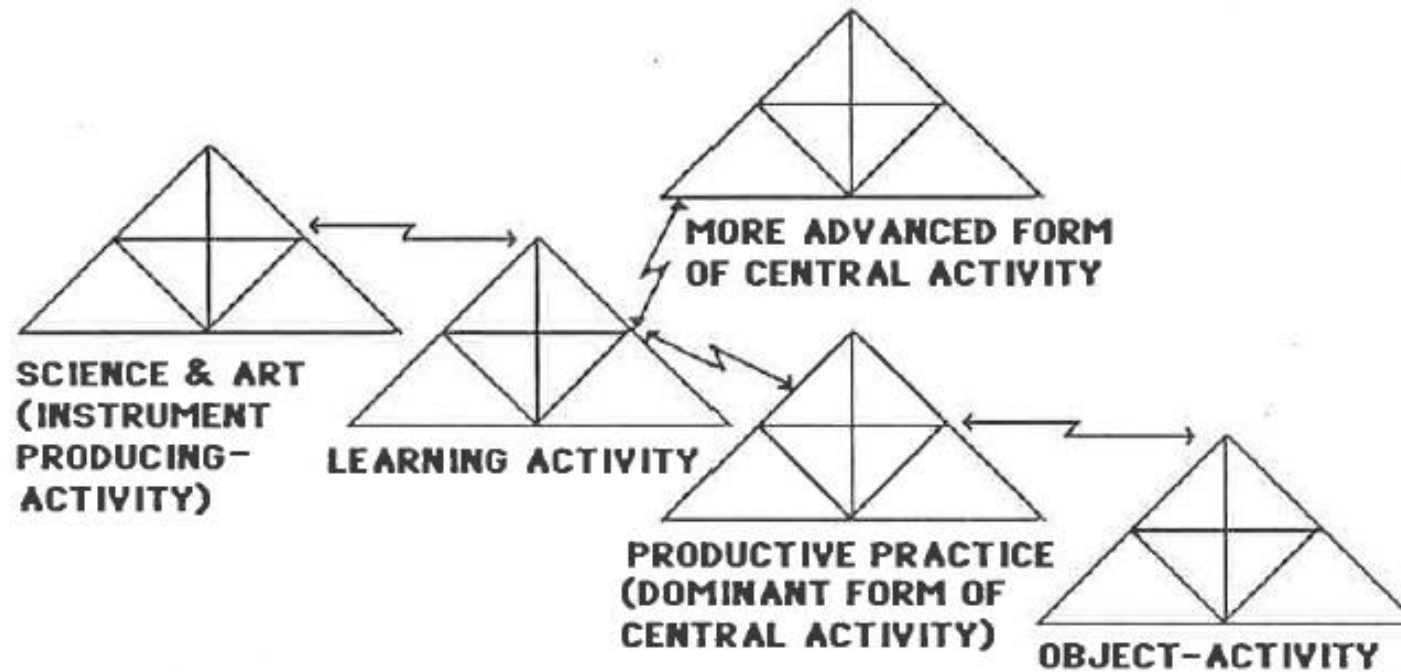 MORE ADVANCED FORM
OF CENTRAL ACTIVITY
SCIENCE & ART
(INSTRUMENT
PRODUCING-
ACTIVITY)
LEARNING ACTIVITY
PRODUCTIVE PRACTICE
(DOMINANT FORM OF
CENTRAL ACTIVITY)
OBJECT-ACTIVITY